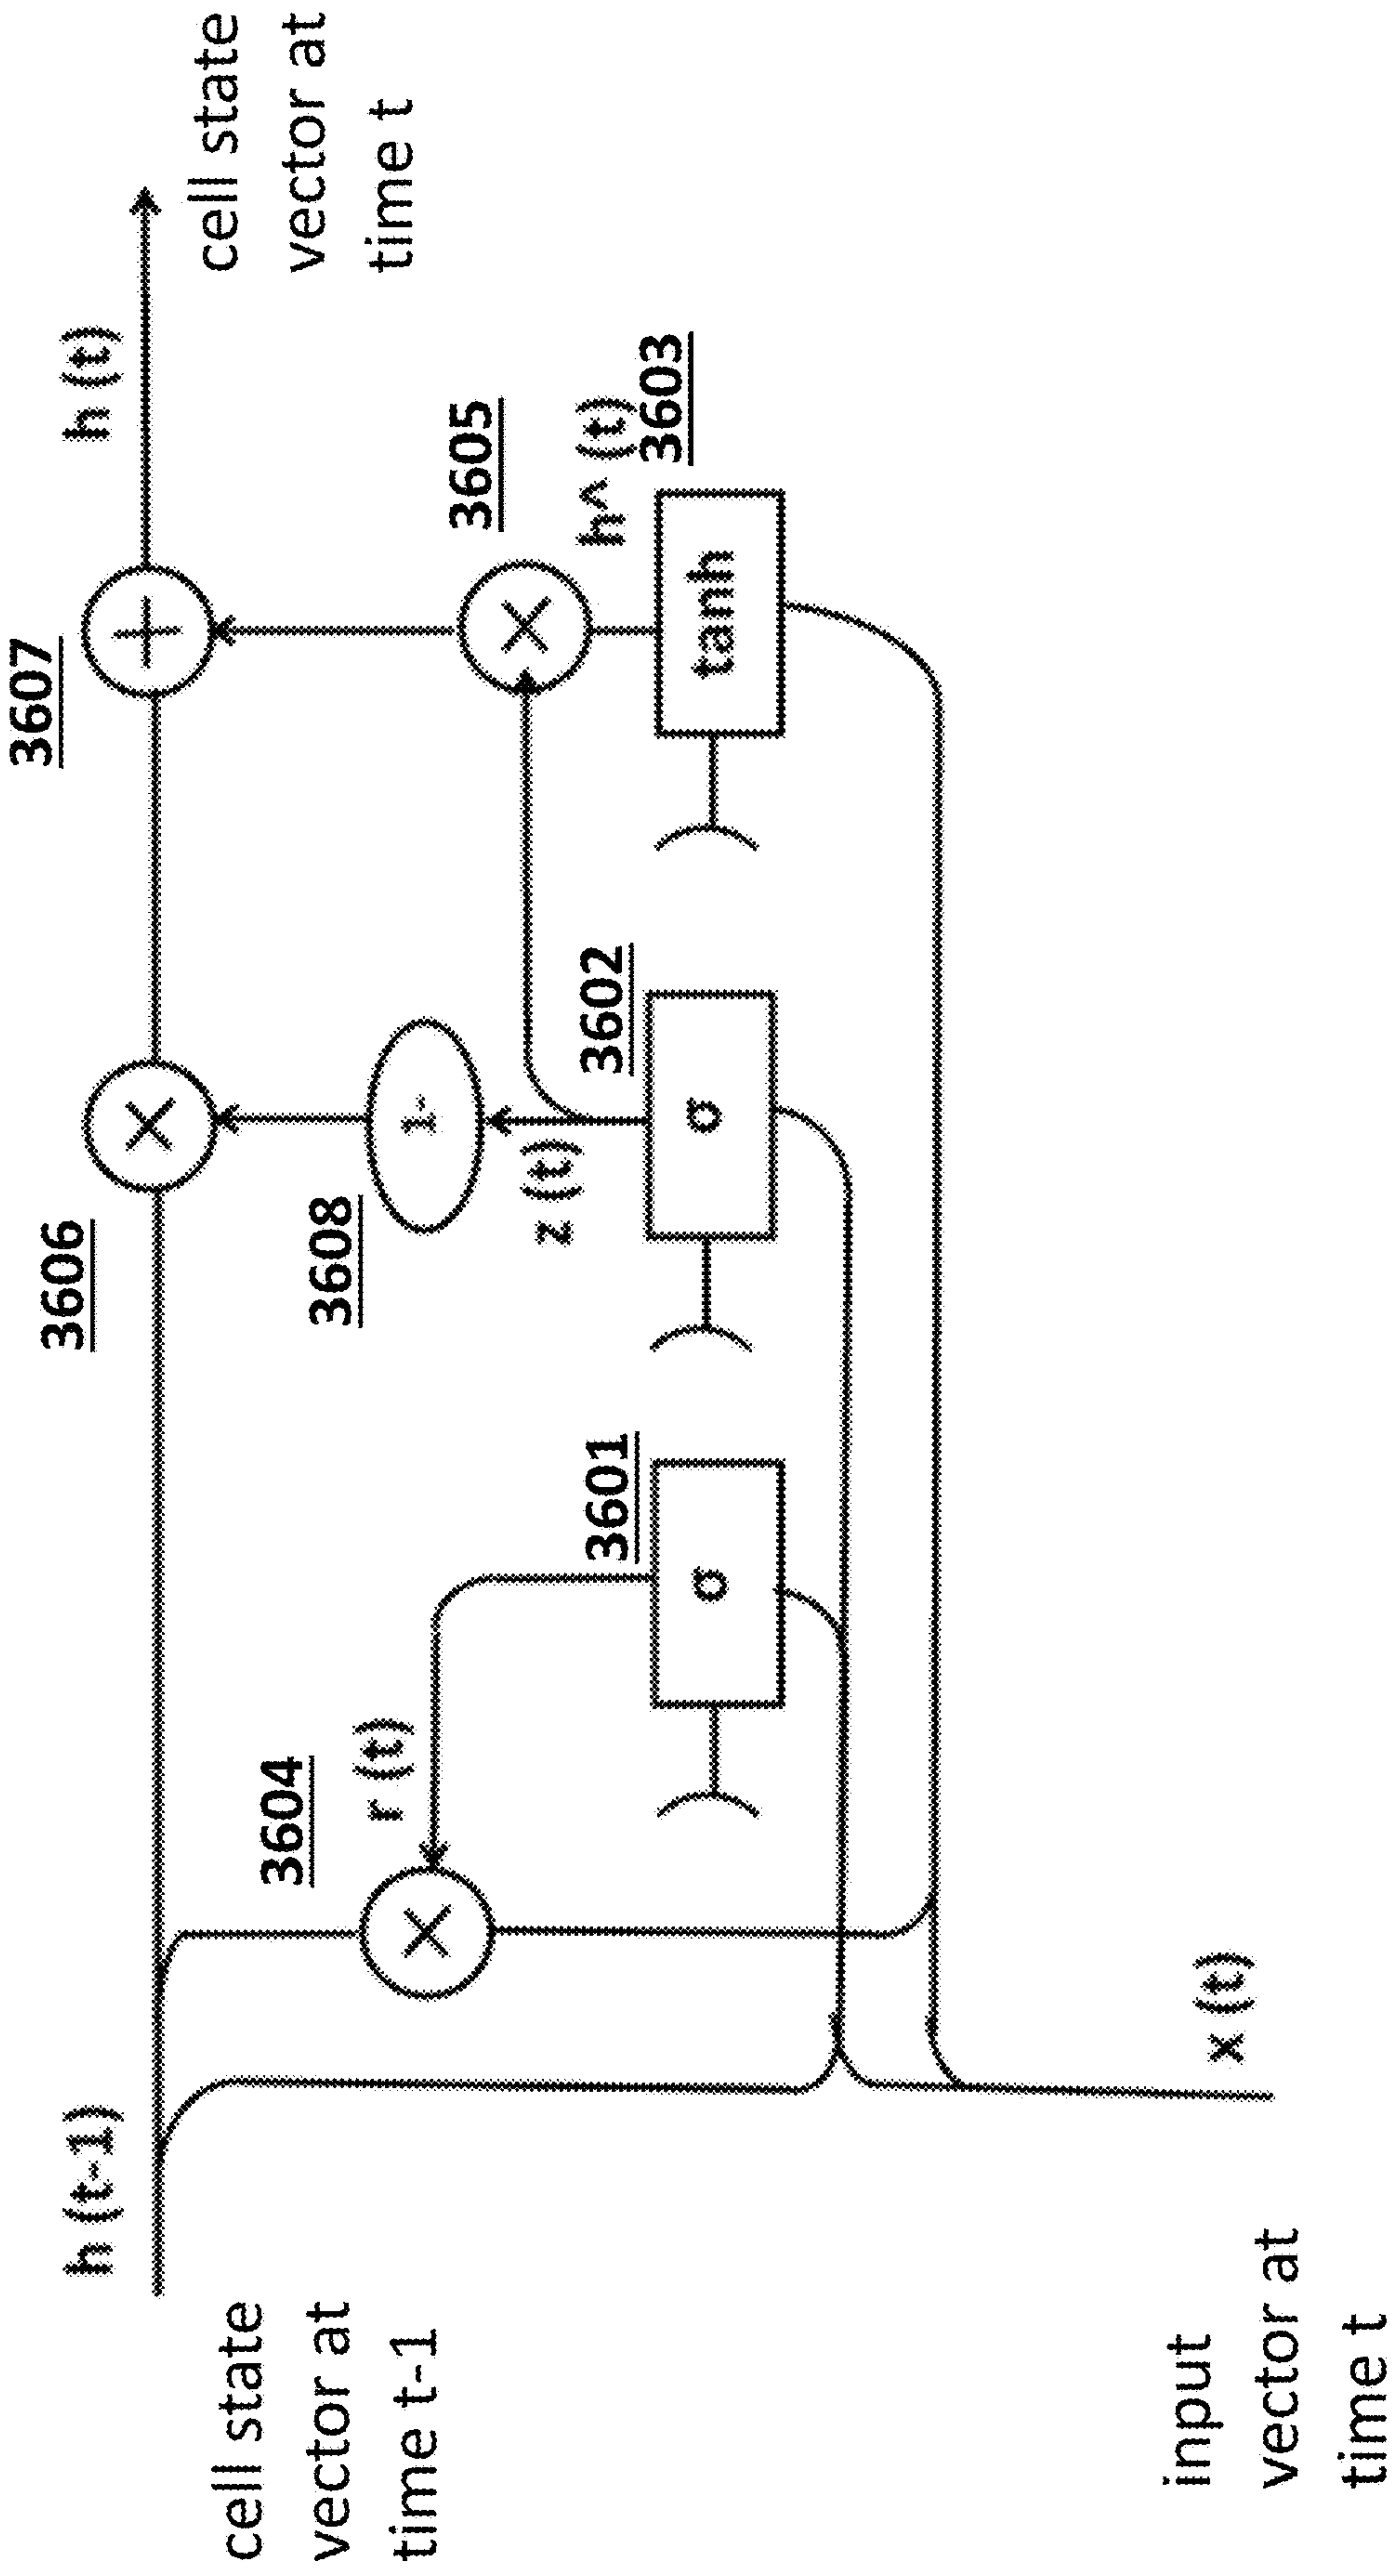 h (t-1)
cell state
vector at
time t-1
3604
r (t)
3601
σ
3606
3608
1-
z (t)
3602
σ
3607
3605
h^ (t)
3603
tanh
h (t)
cell state
vector at
time t
x (t)
input
vector at
time t